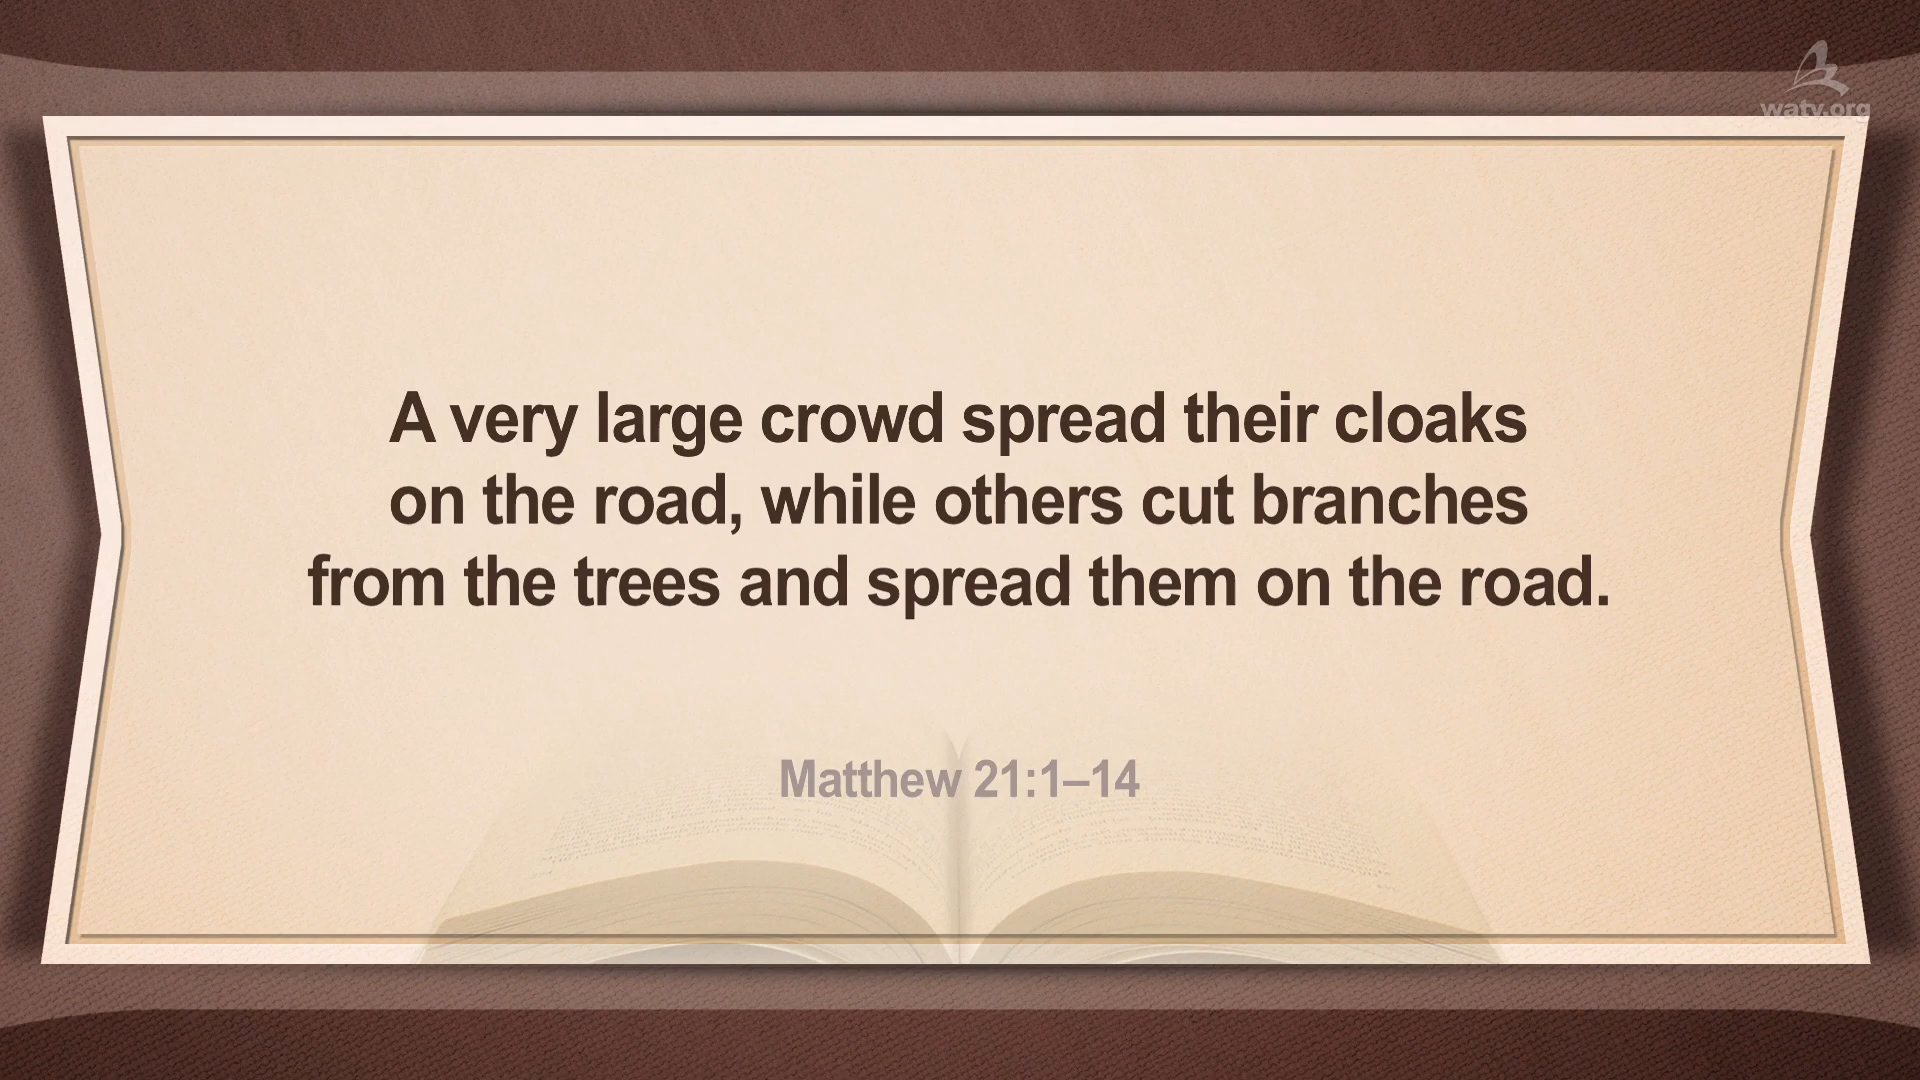 watv.org
A very large crowd spread their cloaks
on the road, while others cut branches
from the trees and spread them on the road.
Matthew 21:1–14